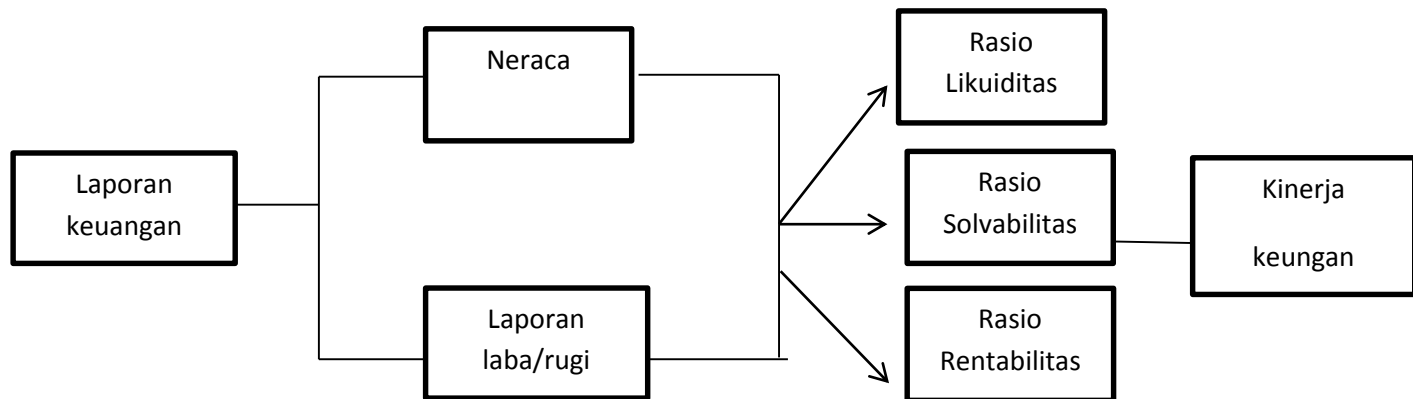 Laporan
keuangan
Neraca
Laporan
laba/rugi
Rasio
Likuiditas
Rasio
Solvabilitas
Rasio
Rentabilitas
Kinerja
keungan